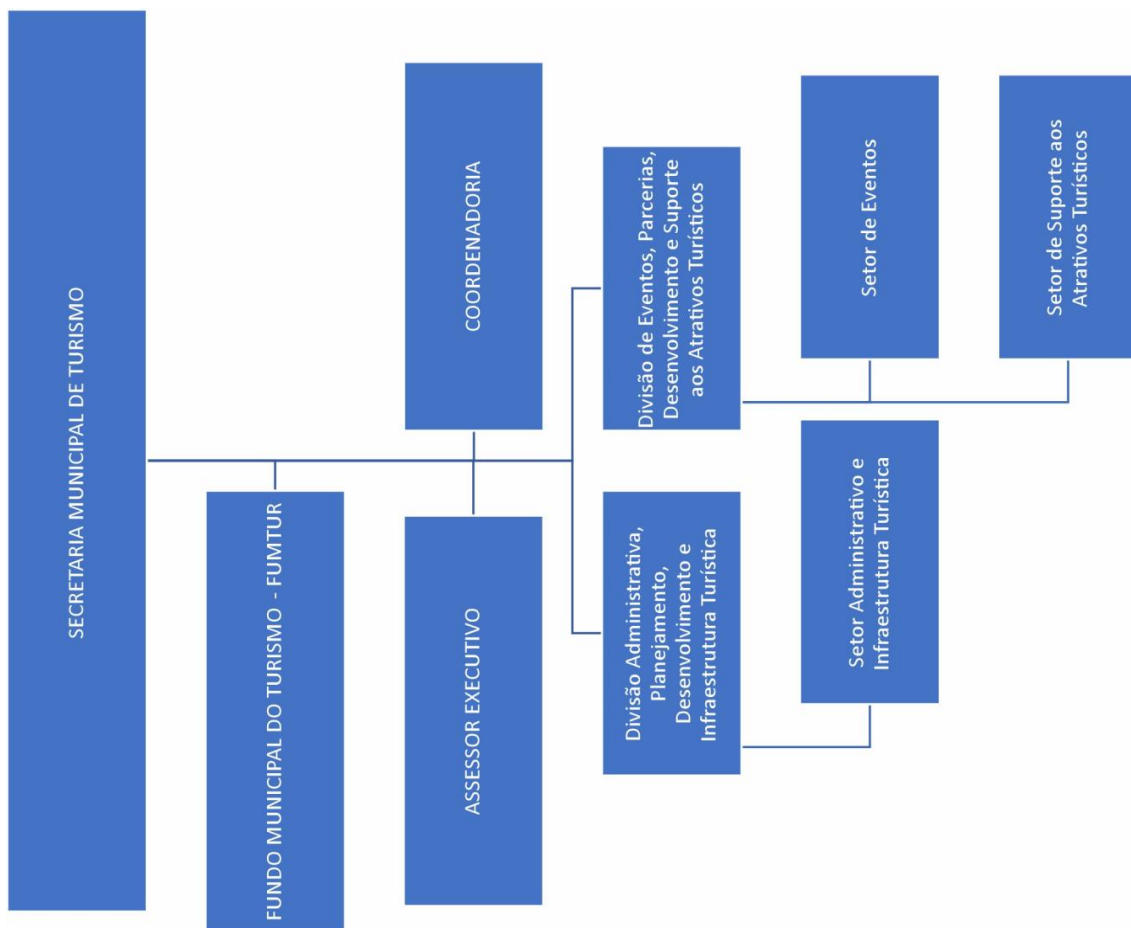 SECRETARIA MUNICIPAL DE TURISMO
FUNDO MUNICIPAL DO TURISMO - FUMTUR
ASSESSOR EXECUTIVO
COORDENADORIA
Divisão Administrativa,
Planejamento,
Desenvolvimento e
Infraestrutura Turística
Divisão de Eventos, Parcerias,
Desenvolvimento e Suporte
aos Atrativos Turísticos
Setor Administrativo e
Infraestrutura Turística
Setor de Eventos
Setor de Suporte aos
Atrativos Turísticos